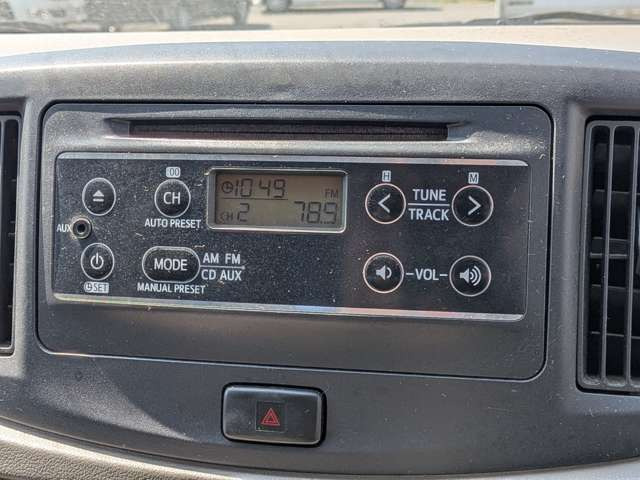 :00
H
M
10:49
FM
CH
TUNE
TRACK
CH 2 78.9
AUTO PRESET
AUX
MODE
AM FM
CD AUX
VOL
SET
MANUAL PRESET